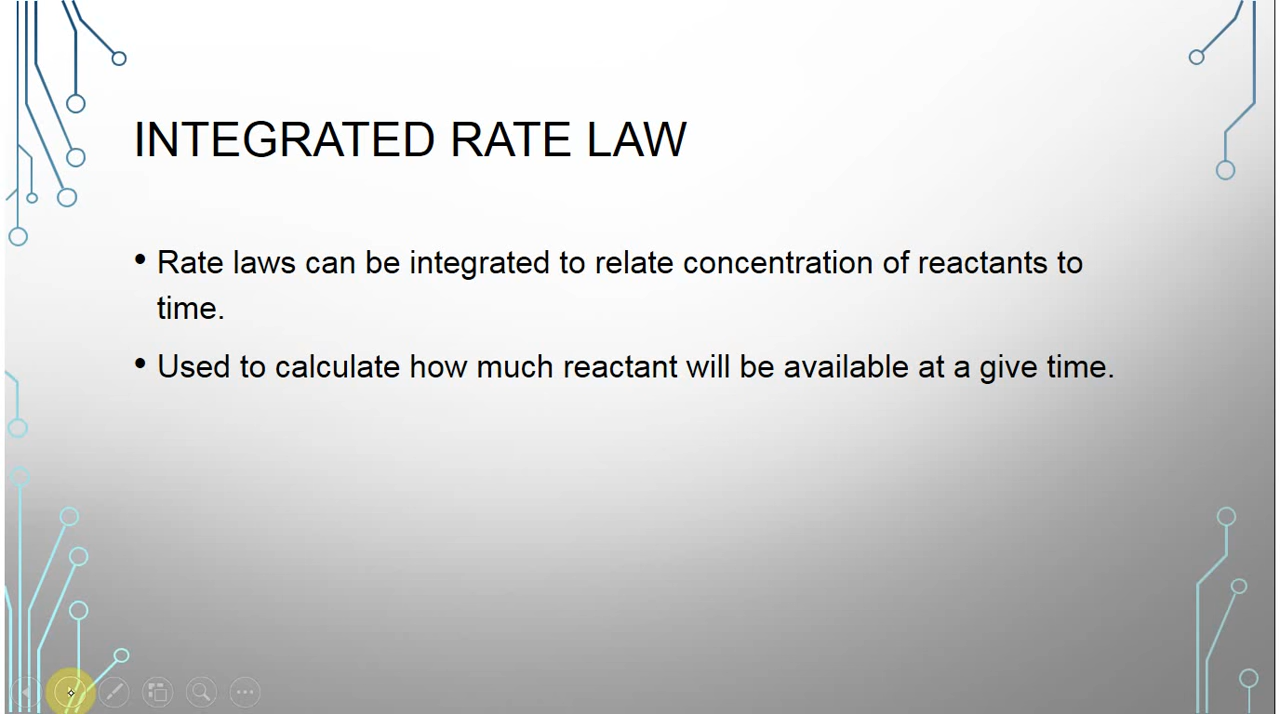 INTEGRATED RATE LAW
• Rate laws can be integrated to relate concentration of reactants to
time.
• Used to calculate how much reactant will be available at a give time.